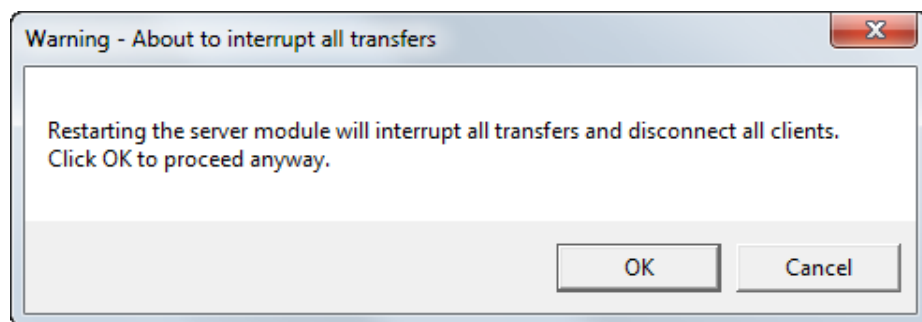 Warning - About to interrupt all transfers
Restarting the server module will interrupt all transfers and disconnect all clients.
Click OK to proceed anyway.
OK Cancel